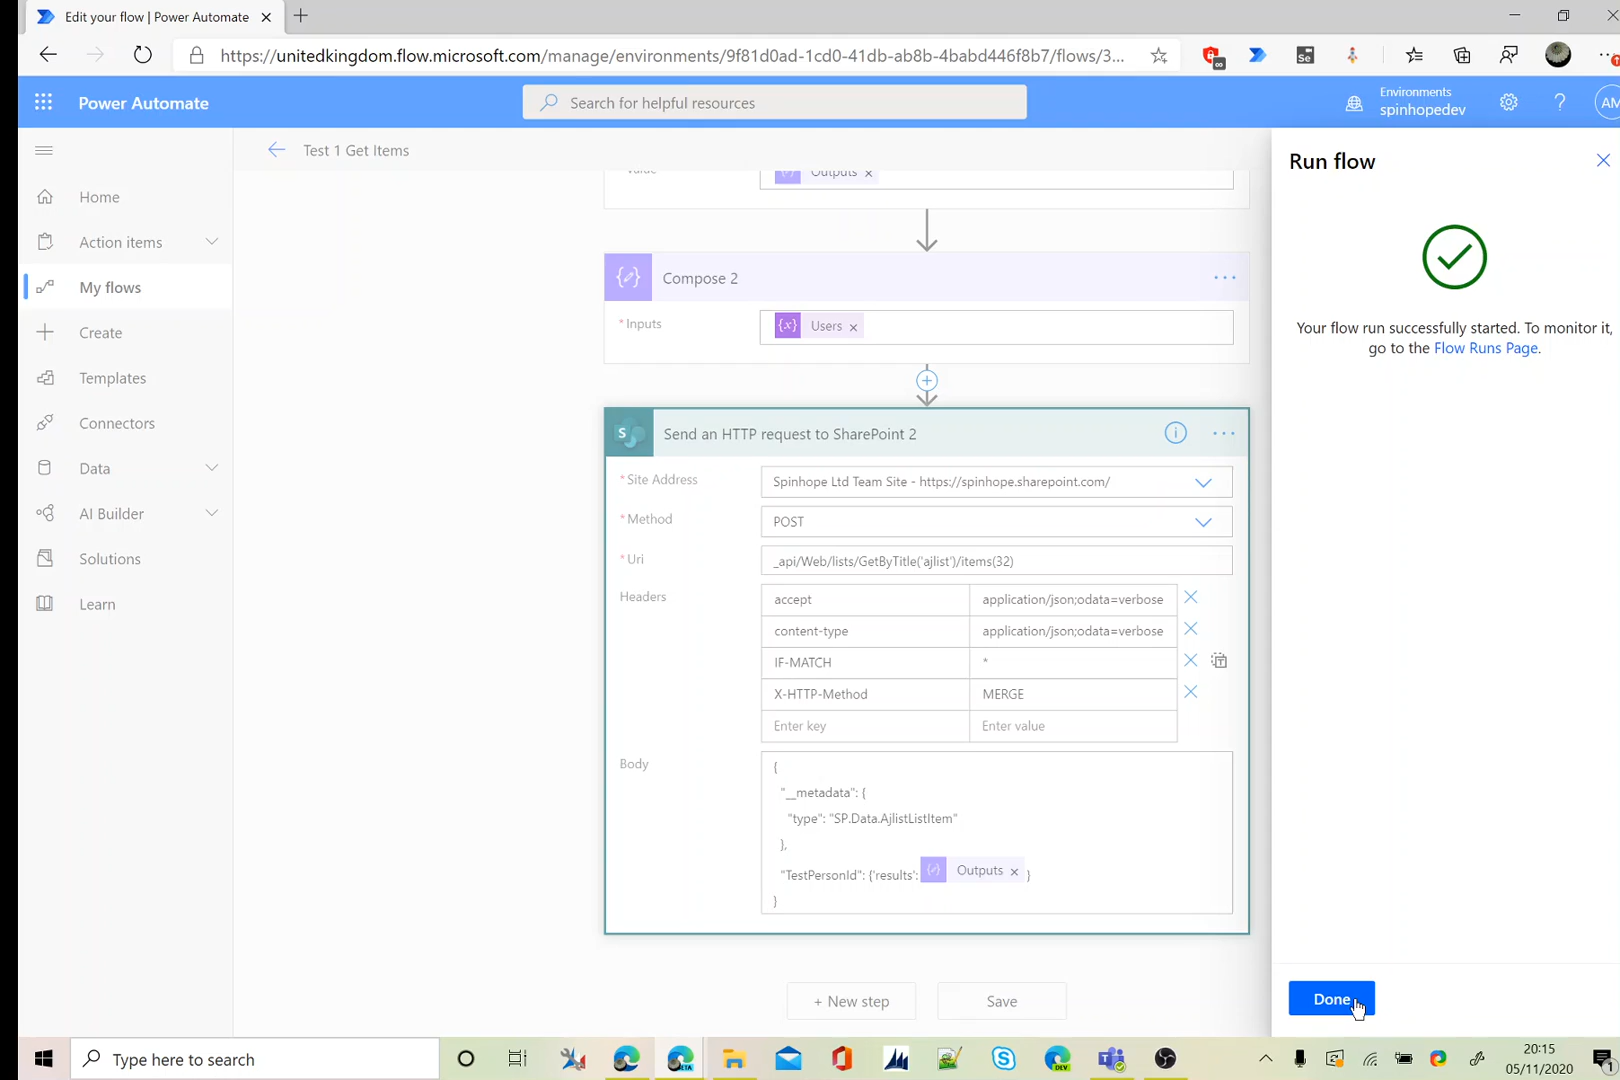 Edit your flow | Power Automate
https://unitedkingdom.flow.microsoft.com/manage/environments/9f81d0ad-1cd0-41db-ab8b-4babd446f8b7/flows/3...
Power Automate
Search for helpful resources
Environments
spinhopedev
AM
Test 1 Get Items
Home
Action items
My flows
Create
Templates
Connectors
Data
AI Builder
Solutions
Learn
Value
Outputs
Compose 2
* Inputs
Users
Send an HTTP request to SharePoint 2
* Site Address
Spinhope Ltd Team Site - https://spinhope.sharepoint.com/
* Method
POST
* Uri
_api/Web/lists/GetByTitle('ajlist')/items(32)
Headers
accept application/json;odata=verbose
content-type application/json;odata=verbose
IF-MATCH *
X-HTTP-Method MERGE
Enter key Enter value
Body
{
"__metadata": {
"type": "SP.Data.AjlistListItem"
},
"TestPersonId": {'results': Outputs }
}
+ New step
Save
Run flow
Your flow run successfully started. To monitor it,
go to the Flow Runs Page.
Done
Type here to search
20:15
05/11/2020